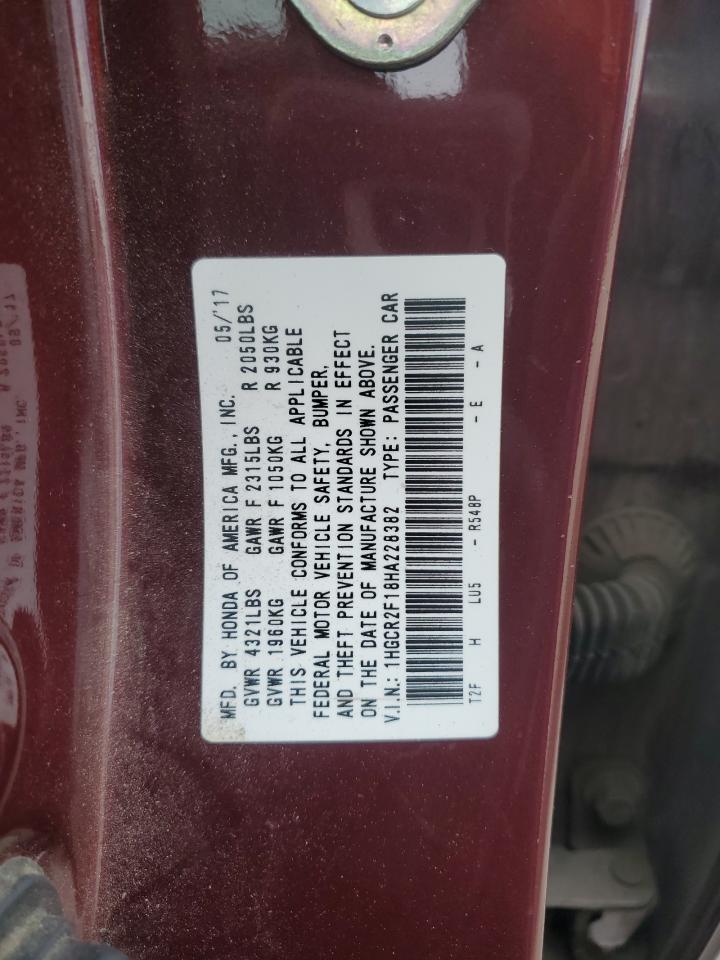 MFD. BY HONDA OF AMERICA MFG., INC. 05/'17
GVWR 4321LBS GAWR F 2315LBS R 2050LBS
GVWR 1960KG GAWR F 1050KG R 930KG
THIS VEHICLE CONFORMS TO ALL APPLICABLE
FEDERAL MOTOR VEHICLE SAFETY, BUMPER,
AND THEFT PREVENTION STANDARDS IN EFFECT
ON THE DATE OF MANUFACTURE SHOWN ABOVE.
V.I.N.: 1HGCR2F18HA228382 TYPE: PASSENGER CAR
T2F H LU5 - R548P - E - A